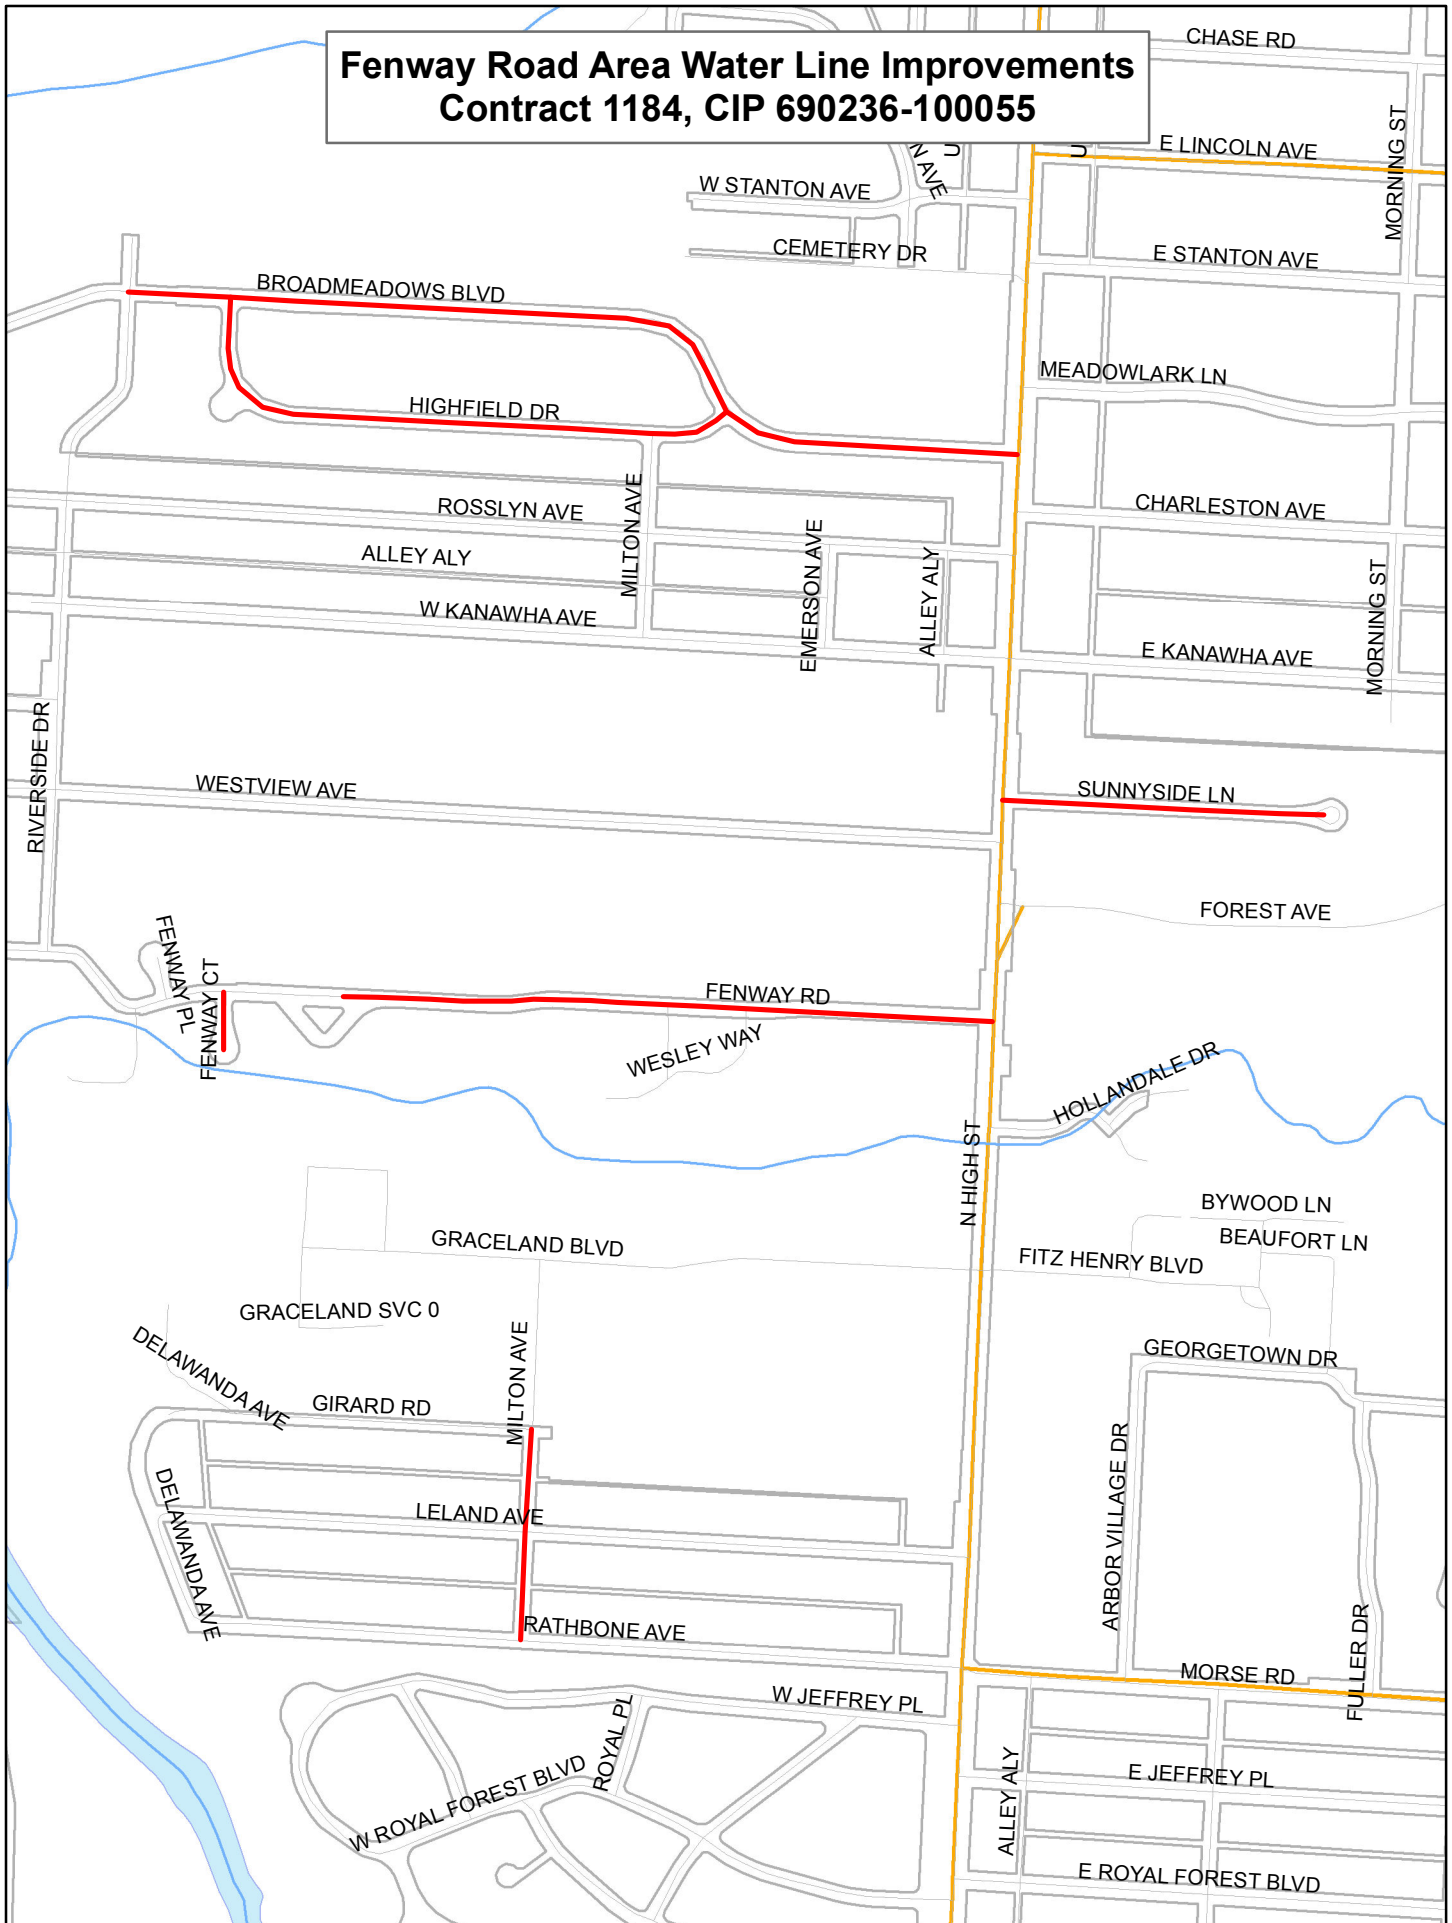 Fenway Road Area Water Line Improvements
Contract 1184, CIP 690236-100055
CHASE RD
MORNING ST
E LINCOLN AVE
U
U
N AVE
W STANTON AVE
CEMETERY DR
E STANTON AVE
BROADMEADOWS BLVD
MEADOWLARK LN
HIGHFIELD DR
MILTON AVE
ROSSLYN AVE
CHARLESTON AVE
ALLEY ALY
EMERSON AVE
ALLEY ALY
MORNING ST
W KANAWHA AVE
E KANAWHA AVE
RIVERSIDE DR
WESTVIEW AVE
SUNNYSIDE LN
FOREST AVE
FENWAY PL
FENWAY CT
FENWAY RD
WESLEY WAY
HOLLANDALE DR
N HIGH ST
BYWOOD LN
BEAUFORT LN
GRACELAND BLVD
FITZ HENRY BLVD
GRACELAND SVC 0
DELAWANDA AVE
MILTON AVE
GEORGETOWN DR
GIRARD RD
ARBOR VILLAGE DR
DELAWANDA AVE
LELAND AVE
RATHBONE AVE
FULLER DR
MORSE RD
W JEFFREY PL
ROYAL PL
W ROYAL FOREST BLVD
ALLEY ALY
E JEFFREY PL
E ROYAL FOREST BLVD